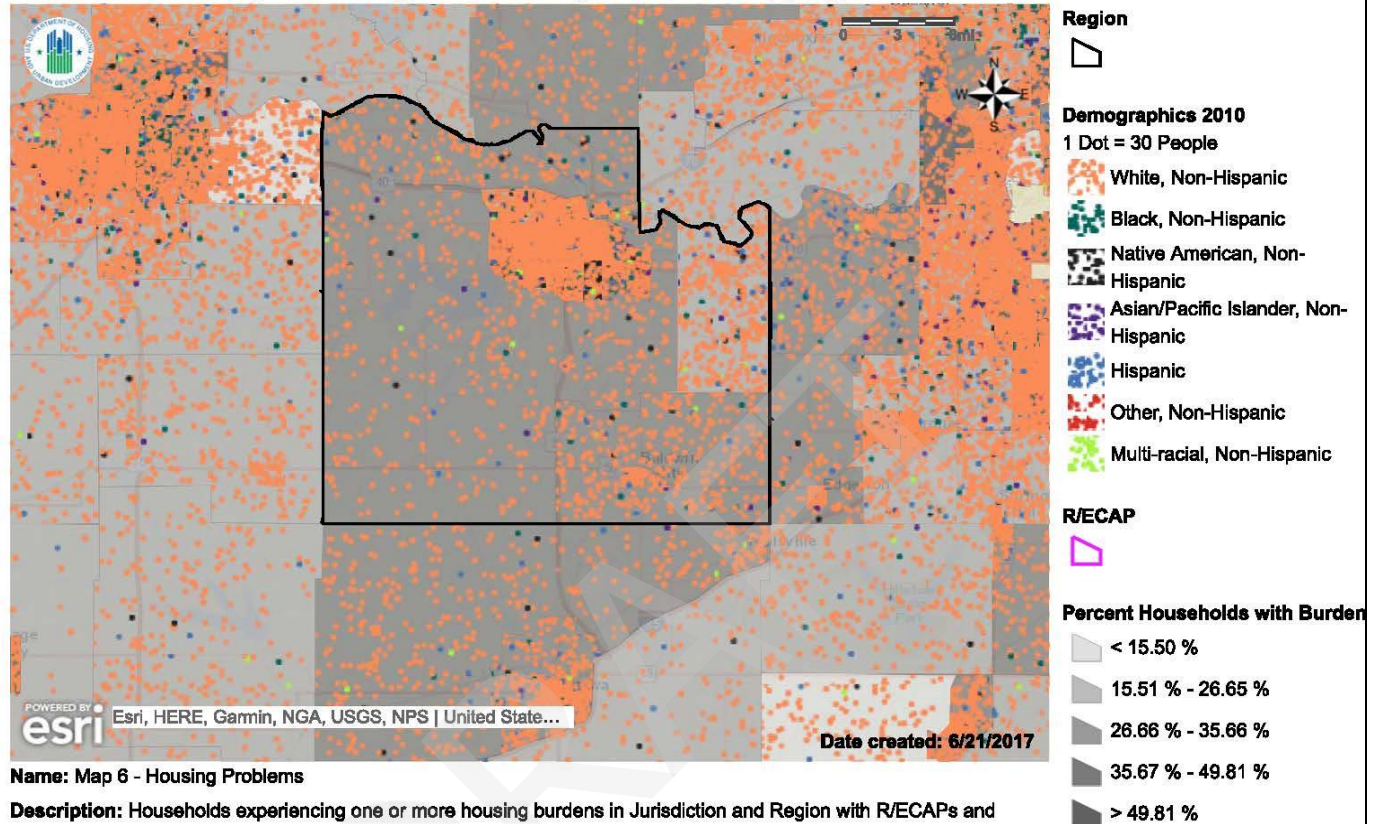 0 3 6mi
N
W E
S
40
Edgerton
POWERED BY
esri
Esri, HERE, Garmin, NGA, USGS, NPS | United State...
Date created: 6/21/2017
Region
Demographics 2010
1 Dot = 30 People
White, Non-Hispanic
Black, Non-Hispanic
Native American, Non-
Hispanic
Asian/Pacific Islander, Non-
Hispanic
Hispanic
Other, Non-Hispanic
Multi-racial, Non-Hispanic
R/ECAP
Percent Households with Burden
< 15.50 %
15.51 % - 26.65 %
26.66 % - 35.66 %
35.67 % - 49.81 %
> 49.81 %
Name: Map 6 - Housing Problems
Description: Households experiencing one or more housing burdens in Jurisdiction and Region with R/ECAPs and